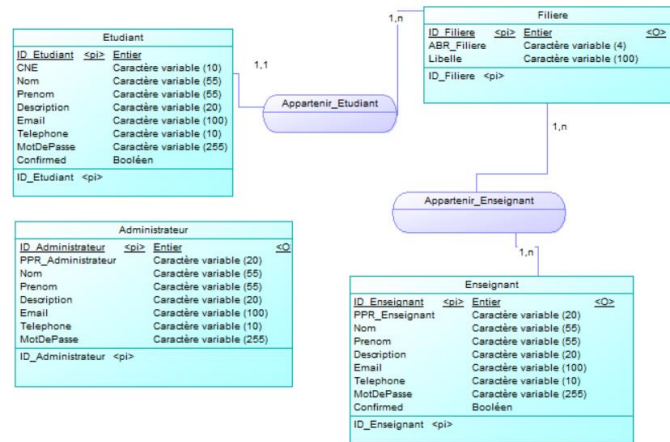 Etudiant
ID_Etudiant <pi> Entier
CNE Caractère variable (10)
Nom Caractère variable (55)
Prenom Caractère variable (55)
Description Caractère variable (20)
Email Caractère variable (100)
Telephone Caractère variable (10)
MotDePasse Caractère variable (255)
Confirmed Booléen
ID_Etudiant <pi>
1,1
Appartenir_Etudiant
1,n
Filiere
ID_Filiere <pi> Entier <O>
ABR_Filiere Caractère variable (4)
Libelle Caractère variable (100)
ID_Filiere <pi>
1,n
Appartenir_Enseignant
1,n
Administrateur
ID_Administrateur <pi> Entier <O
PPR_Administrateur Caractère variable (20)
Nom Caractère variable (55)
Prenom Caractère variable (55)
Description Caractère variable (20)
Email Caractère variable (100)
Telephone Caractère variable (10)
MotDePasse Caractère variable (255)
ID_Administrateur <pi>
Enseignant
ID_Enseignant <pi> Entier <O>
PPR_Enseignant Caractère variable (20)
Nom Caractère variable (55)
Prenom Caractère variable (55)
Description Caractère variable (20)
Email Caractère variable (100)
Telephone Caractère variable (10)
MotDePasse Caractère variable (255)
Confirmed Booléen
ID_Enseignant <pi>